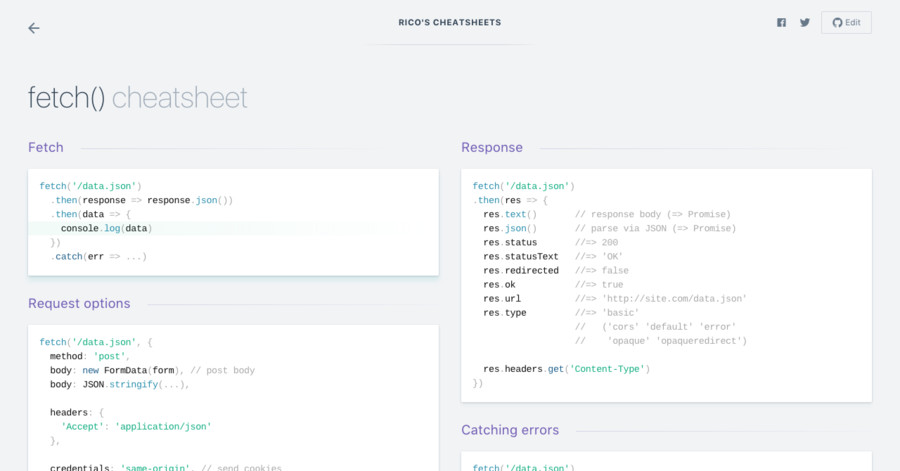 RICO'S CHEATSHEETS
Edit
fetch() cheatsheet
Fetch
fetch('/data.json')
.then(response => response.json())
.then(data => {
console.log(data)
})
.catch(err => ...)
Request options
fetch('/data.json', {
method: 'post',
body: new FormData(form), // post body
body: JSON.stringify(...),
headers: {
'Accept': 'application/json'
},
credentials: 'same-origin', // send cookies
Response
fetch('/data.json')
.then(res => {
res.text() // response body (=> Promise)
res.json() // parse via JSON (=> Promise)
res.status //=> 200
res.statusText //=> 'OK'
res.redirected //=> false
res.ok //=> true
res.url //=> 'http://site.com/data.json'
res.type //=> 'basic'
// ('cors' 'default' 'error'
// 'opaque' 'opaqueredirect')
res.headers.get('Content-Type')
})
Catching errors
fetch('/data.json')